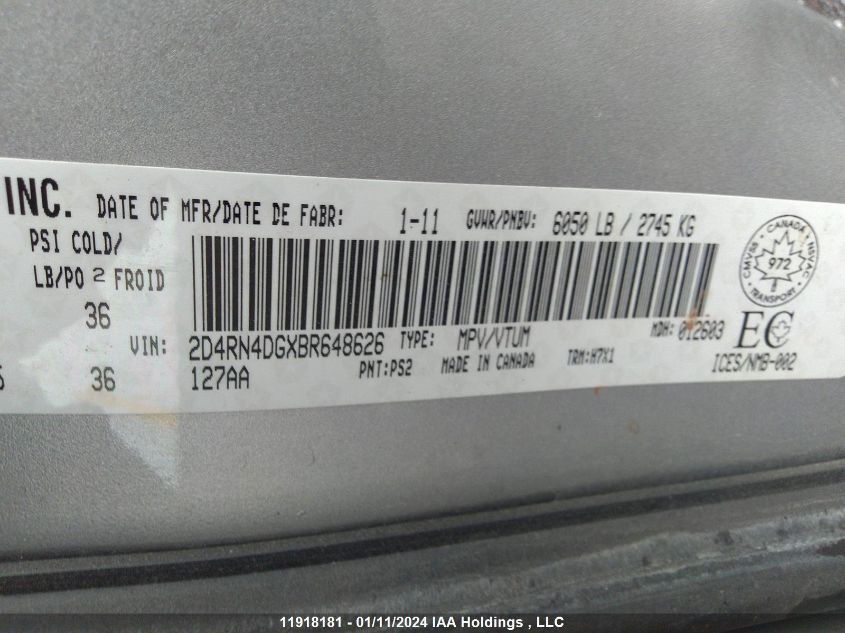 INC. DATE OF MFR/DATE DE FABR: 1-11 GVWR/PNBV: 6050 LB / 2745 KG
PSI COLD/
LB/PO 2 FROID
36
CMVSS • CANADA • NSVAC
972
TRANSPORT
VIN: 2D4RN4DGXBR648626 TYPE: MPV/VTUM MDH: 012603 EC
36 127AA PNT:PS2 MADE IN CANADA TRM:H7X1 ICES/NMB-002
11918181 - 01/11/2024 IAA Holdings , LLC